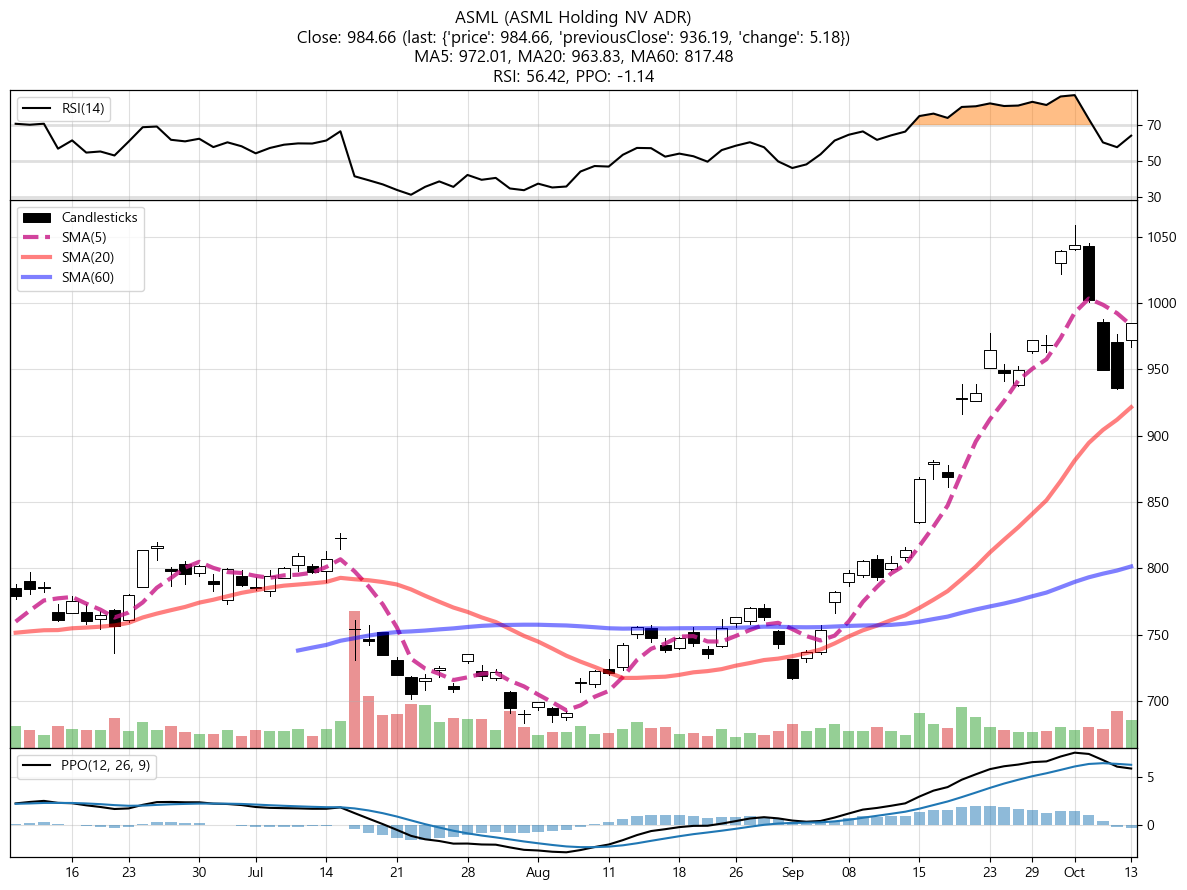 ASML (ASML Holding NV ADR)
Close: 984.66 (last: {'price': 984.66, 'previousClose': 936.19, 'change': 5.18})
MA5: 972.01, MA20: 963.83, MA60: 817.48
RSI: 56.42, PPO: -1.14
RSI(14)
70
50
30
Candlesticks
SMA(5)
SMA(20)
SMA(60)
1050
1000
950
900
850
800
750
700
PPO(12, 26, 9)
5
0
16 23 30 Jul 14 21 28 Aug 11 18 26 Sep 08 15 23 29 Oct 13